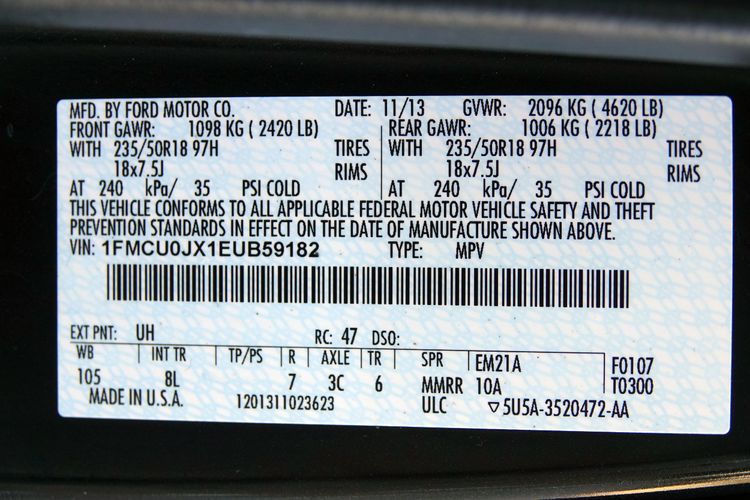 MFD. BY FORD MOTOR CO. DATE: 11/13 GVWR: 2096 KG ( 4620 LB)
FRONT GAWR: 1098 KG ( 2420 LB) REAR GAWR: 1006 KG ( 2218 LB)
WITH 235/50R18 97H TIRES WITH 235/50R18 97H TIRES
18x7.5J RIMS 18x7.5J RIMS
AT 240 kPa/ 35 PSI COLD AT 240 kPa/ 35 PSI COLD
THIS VEHICLE CONFORMS TO ALL APPLICABLE FEDERAL MOTOR VEHICLE SAFETY AND THEFT
PREVENTION STANDARDS IN EFFECT ON THE DATE OF MANUFACTURE SHOWN ABOVE.
VIN: 1FMCU0JX1EUB59182 TYPE: MPV
EXT PNT: UH RC: 47 DSO:
WB INT TR TP/PS R AXLE TR SPR EM21A F0107
105 8L 7 3C 6 MMRR 10A T0300
MADE IN U.S.A. 1201311023623 ULC ▽5U5A-3520472-AA